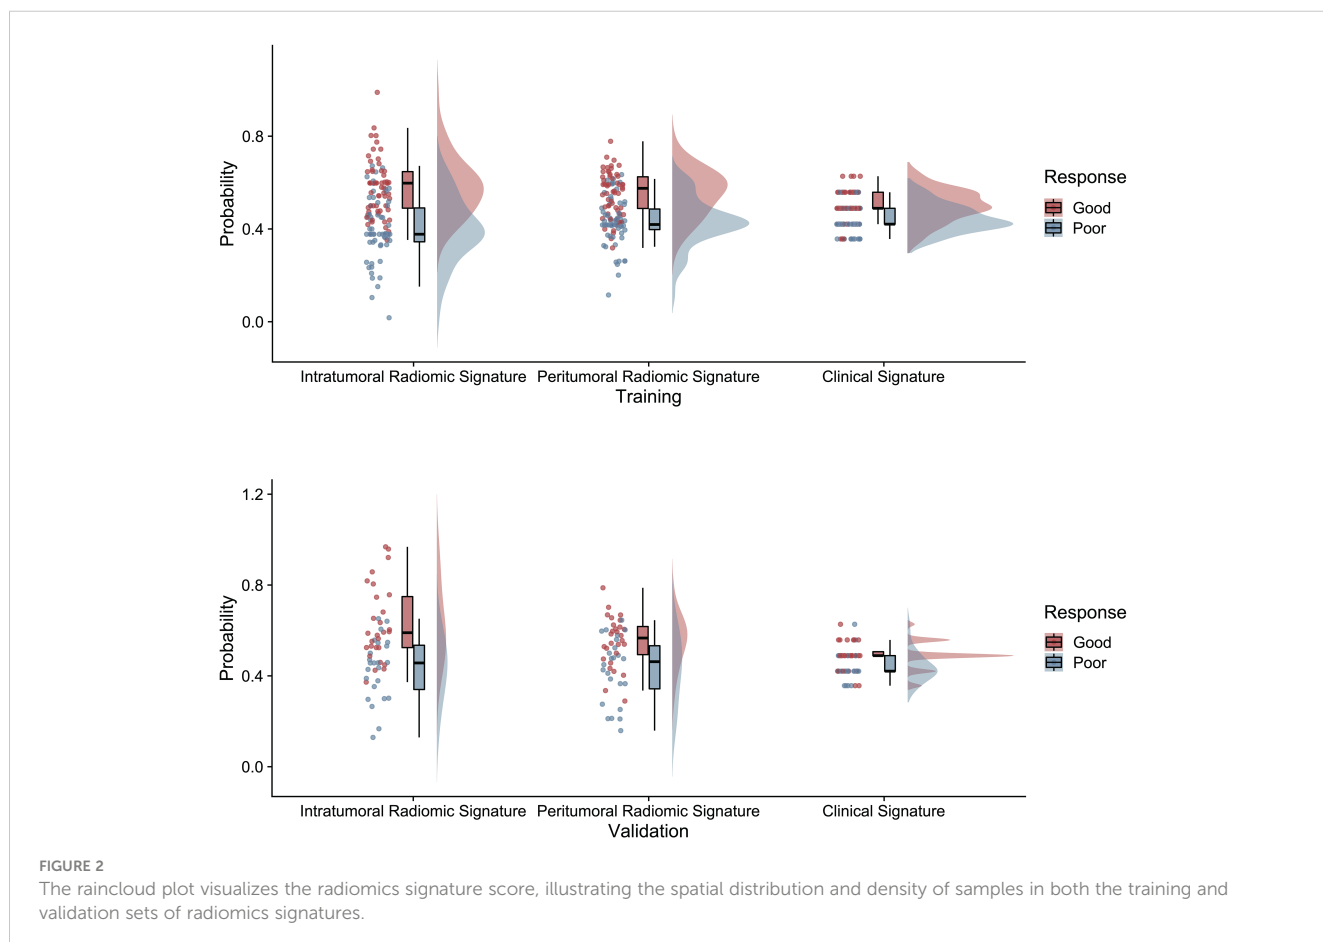 0.8
0.4
0.0
Probability
Response
Good
Poor
Intratumoral Radiomic Signature
Peritumoral Radiomic Signature
Clinical Signature
Training
1.2
0.8
0.4
0.0
Probability
Response
Good
Poor
Intratumoral Radiomic Signature
Peritumoral Radiomic Signature
Clinical Signature
Validation
FIGURE 2
The raincloud plot visualizes the radiomics signature score, illustrating the spatial distribution and density of samples in both the training and
validation sets of radiomics signatures.